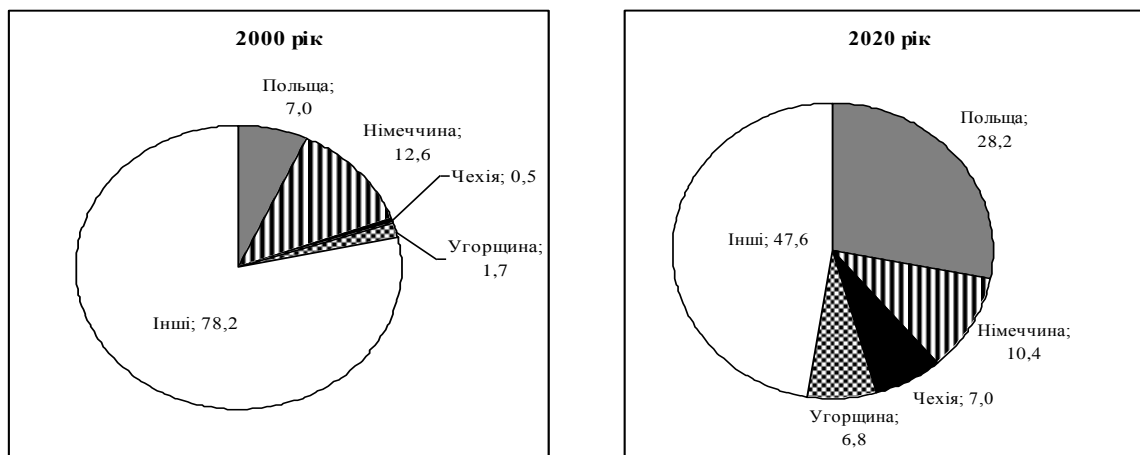 2000 рік
Польща;
7,0
Німеччина;
12,6
Чехія; 0,5
Угорщина;
1,7
Інші; 78,2
2020 рік
Польща;
28,2
Інші; 47,6
Німеччина;
10,4
Чехія; 7,0
Угорщина;
6,8